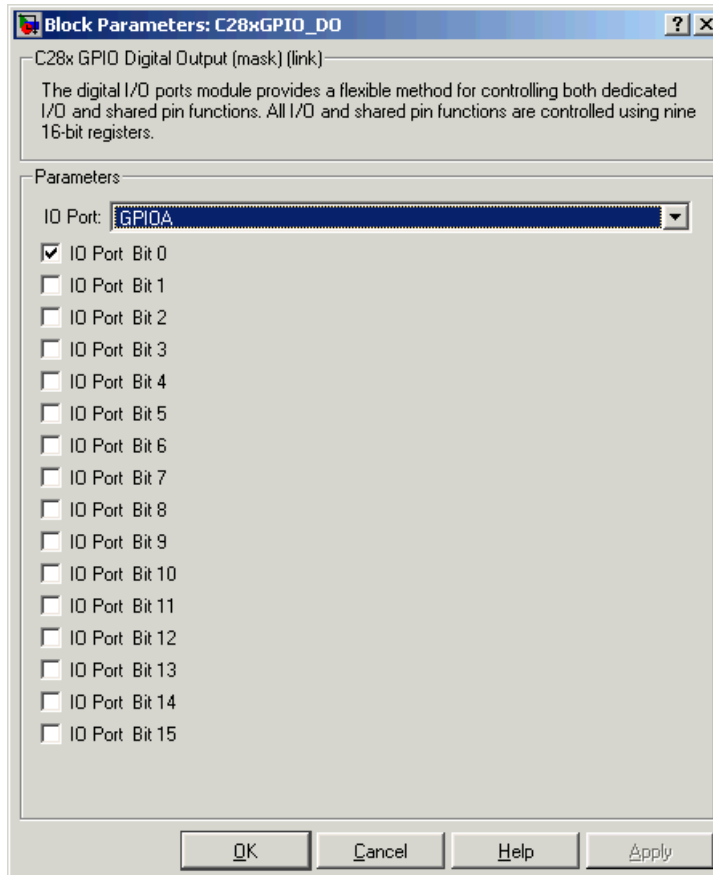 Block Parameters: C28xGPIO_DO
C28x GPIO Digital Output (mask) (link)
The digital I/O ports module provides a flexible method for controlling both dedicated
I/O and shared pin functions. All I/O and shared pin functions are controlled using nine
16-bit registers.
Parameters
IO Port: GPIOA
IO Port Bit 0
IO Port Bit 1
IO Port Bit 2
IO Port Bit 3
IO Port Bit 4
IO Port Bit 5
IO Port Bit 6
IO Port Bit 7
IO Port Bit 8
IO Port Bit 9
IO Port Bit 10
IO Port Bit 11
IO Port Bit 12
IO Port Bit 13
IO Port Bit 14
IO Port Bit 15
OK Cancel Help Apply